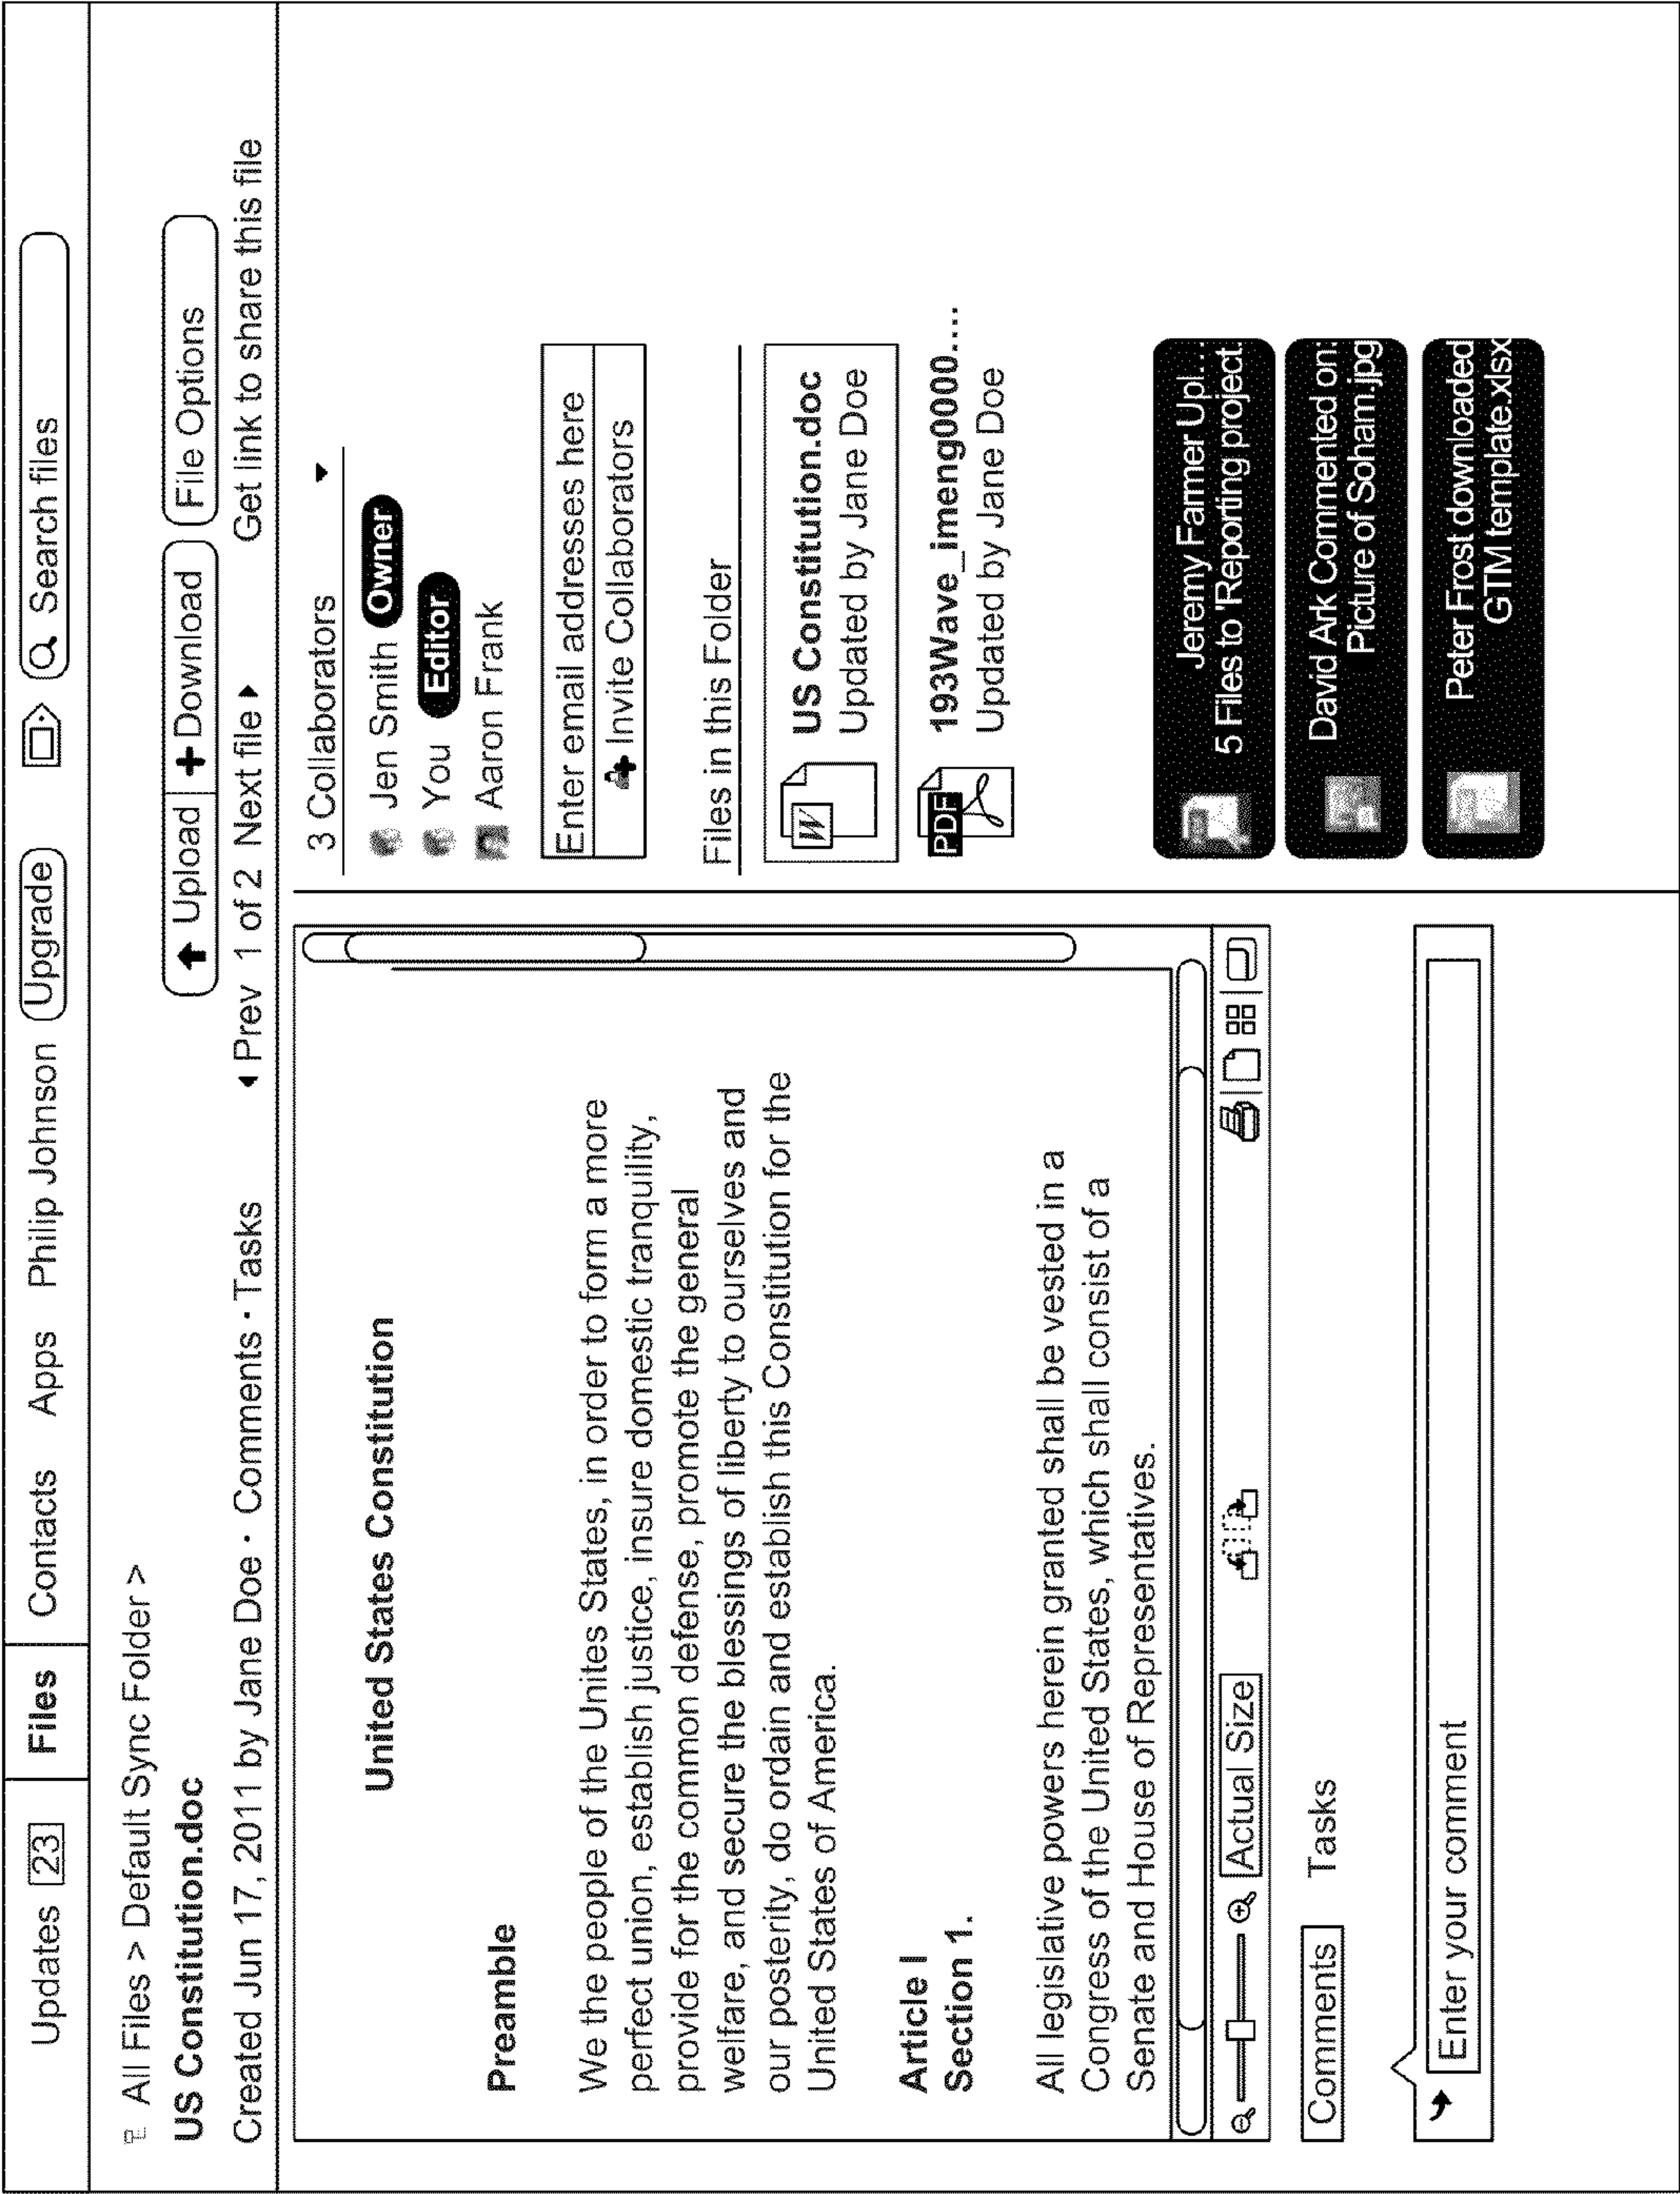 Updates 23 Files Contacts Apps Philip Johnson Upgrade Search files
All Files > Default Sync Folder >
US Constitution.doc
Upload Download File Options
Created Jun 17, 2011 by Jane Doe · Comments · Tasks
Prev 1 of 2 Next file Get link to share this file
United States Constitution
Preamble
We the people of the Unites States, in order to form a more
perfect union, establish justice, insure domestic tranquility,
provide for the common defense, promote the general
welfare, and secure the blessings of liberty to ourselves and
our posterity, do ordain and establish this Constitution for the
United States of America.
Article I
Section 1.
All legislative powers herein granted shall be vested in a
Congress of the United States, which shall consist of a
Senate and House of Representatives.
Actual Size
Comments Tasks
Enter your comment
3 Collaborators
Jen Smith Owner
You Editor
Aaron Frank
Enter email addresses here
Invite Collaborators
Files in this Folder
W
US Constitution.doc
Updated by Jane Doe
PDF
193Wave_imeng0000....
Updated by Jane Doe
Jeremy Farmer Upl...
5 Files to 'Reporting project'
David Ark Commented on:
Picture of Soham.jpg
Peter Frost downloaded
GTM template.xlsx